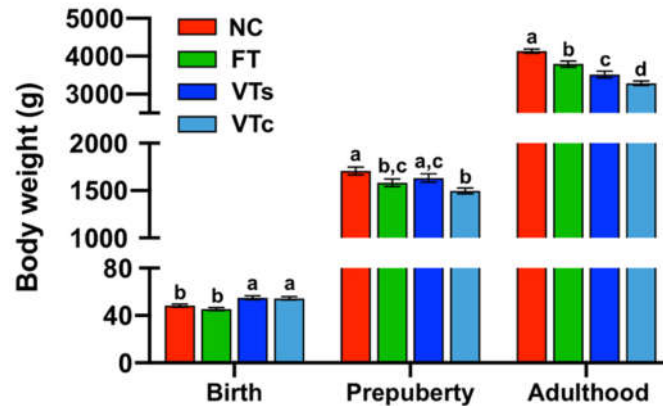 Body weight (g)
5000
4000
3000
2000
1500
1000
80
40
0
NC
FT
VTs
VTc
b b a a
a b,c a,c b
a b c d
Birth Prepuberty Adulthood